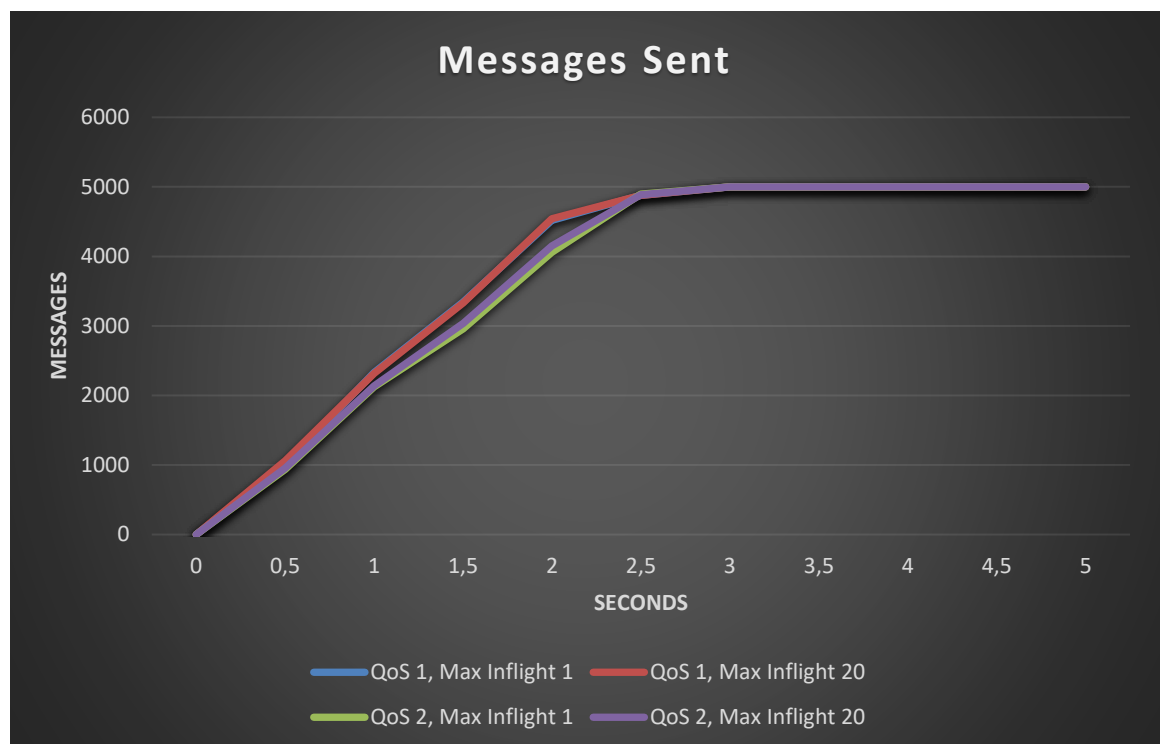 Messages Sent
6000
5000
4000
3000
2000
1000
0
MESSAGES
0 0,5 1 1,5 2 2,5 3 3,5 4 4,5 5
SECONDS
QoS 1, Max Inflight 1 QoS 1, Max Inflight 20
QoS 2, Max Inflight 1 QoS 2, Max Inflight 20